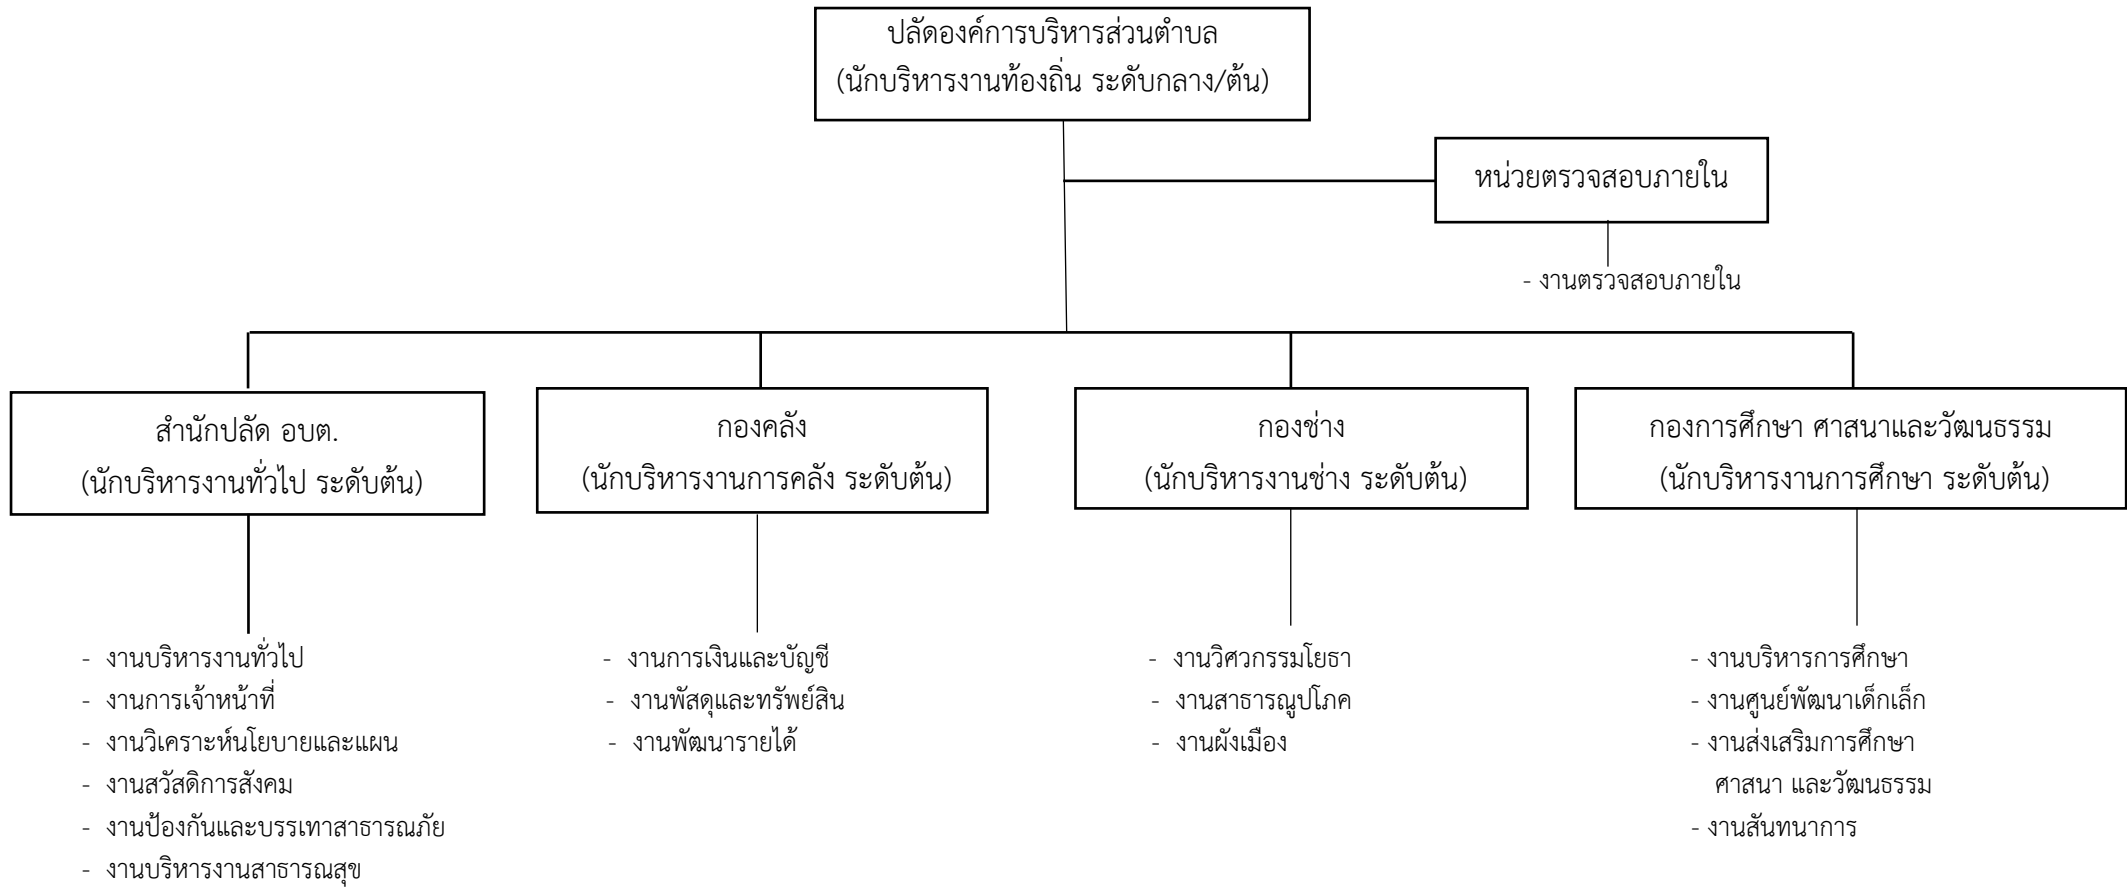 ปลัดองค์การบริหารส่วนตำบล
(นักบริหารงานท้องถิ่น ระดับกลาง/ต้น)
หน่วยตรวจสอบภายใน
- งานตรวจสอบภายใน
สำนักปลัด อบต.
(นักบริหารงานทั่วไป ระดับต้น)
- งานบริหารงานทั่วไป
- งานการเจ้าหน้าที่
- งานวิเคราะห์นโยบายและแผน
- งานสวัสดิการสังคม
- งานป้องกันและบรรเทาสาธารณภัย
- งานบริหารงานสาธารณสุข
กองคลัง
(นักบริหารงานการคลัง ระดับต้น)
- งานการเงินและบัญชี
- งานพัสดุและทรัพย์สิน
- งานพัฒนารายได้
กองช่าง
(นักบริหารงานช่าง ระดับต้น)
- งานวิศวกรรมโยธา
- งานสาธารณูปโภค
- งานผังเมือง
กองการศึกษา ศาสนาและวัฒนธรรม
(นักบริหารงานการศึกษา ระดับต้น)
- งานบริหารการศึกษา
- งานศูนย์พัฒนาเด็กเล็ก
- งานส่งเสริมการศึกษา
ศาสนา และวัฒนธรรม
- งานสันทนาการ